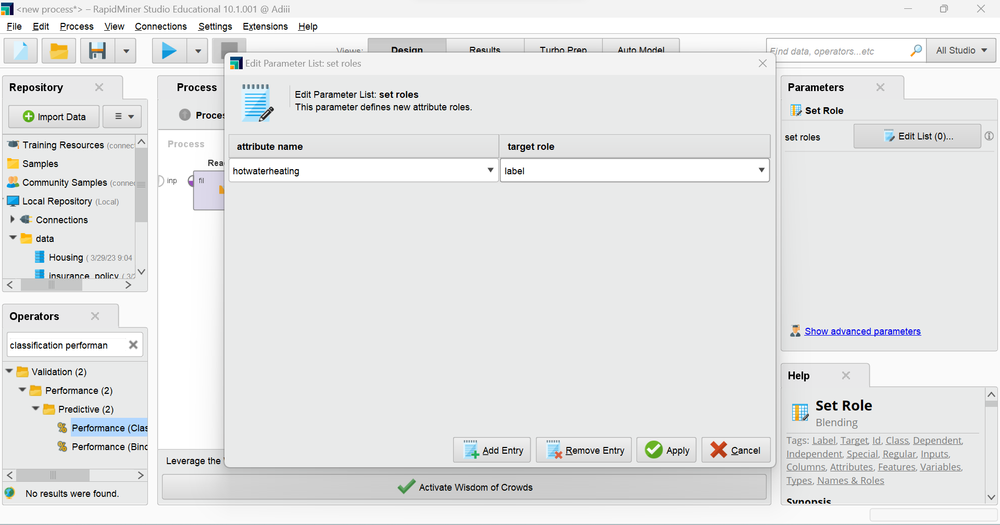 <new process*> – RapidMiner Studio Educational 10.1.001 @ Adiii
File Edit Process View Connections Settings Extensions Help
Views: Design Results Turbo Prep Auto Model
Find data, operators...etc
All Studio
Edit Parameter List: set roles
Repository
Import Data
Training Resources (connec
Samples
Community Samples (conne
Local Repository (Local)
Connections
data
Housing ( 3/29/23 9:04
insurance_policy ( 3/2
Operators
classification performan
Validation (2)
Performance (2)
Predictive (2)
Performance (Clas
Performance (Binc
No results were found.
Process
Proces
Process
Rea
inp
fil
Leverage the
Activate Wisdom of Crowds
Edit Parameter List: set roles
This parameter defines new attribute roles.
attribute name
target role
hotwaterheating
label
Add Entry
Remove Entry
Apply
Cancel
Parameters
Set Role
set roles
Edit List (0)...
Show advanced parameters
Help
Set Role
Blending
Tags: Label, Target, Id, Class, Dependent,
Independent, Special, Regular, Inputs,
Columns, Attributes, Features, Variables,
Types, Names & Roles
Synopsis